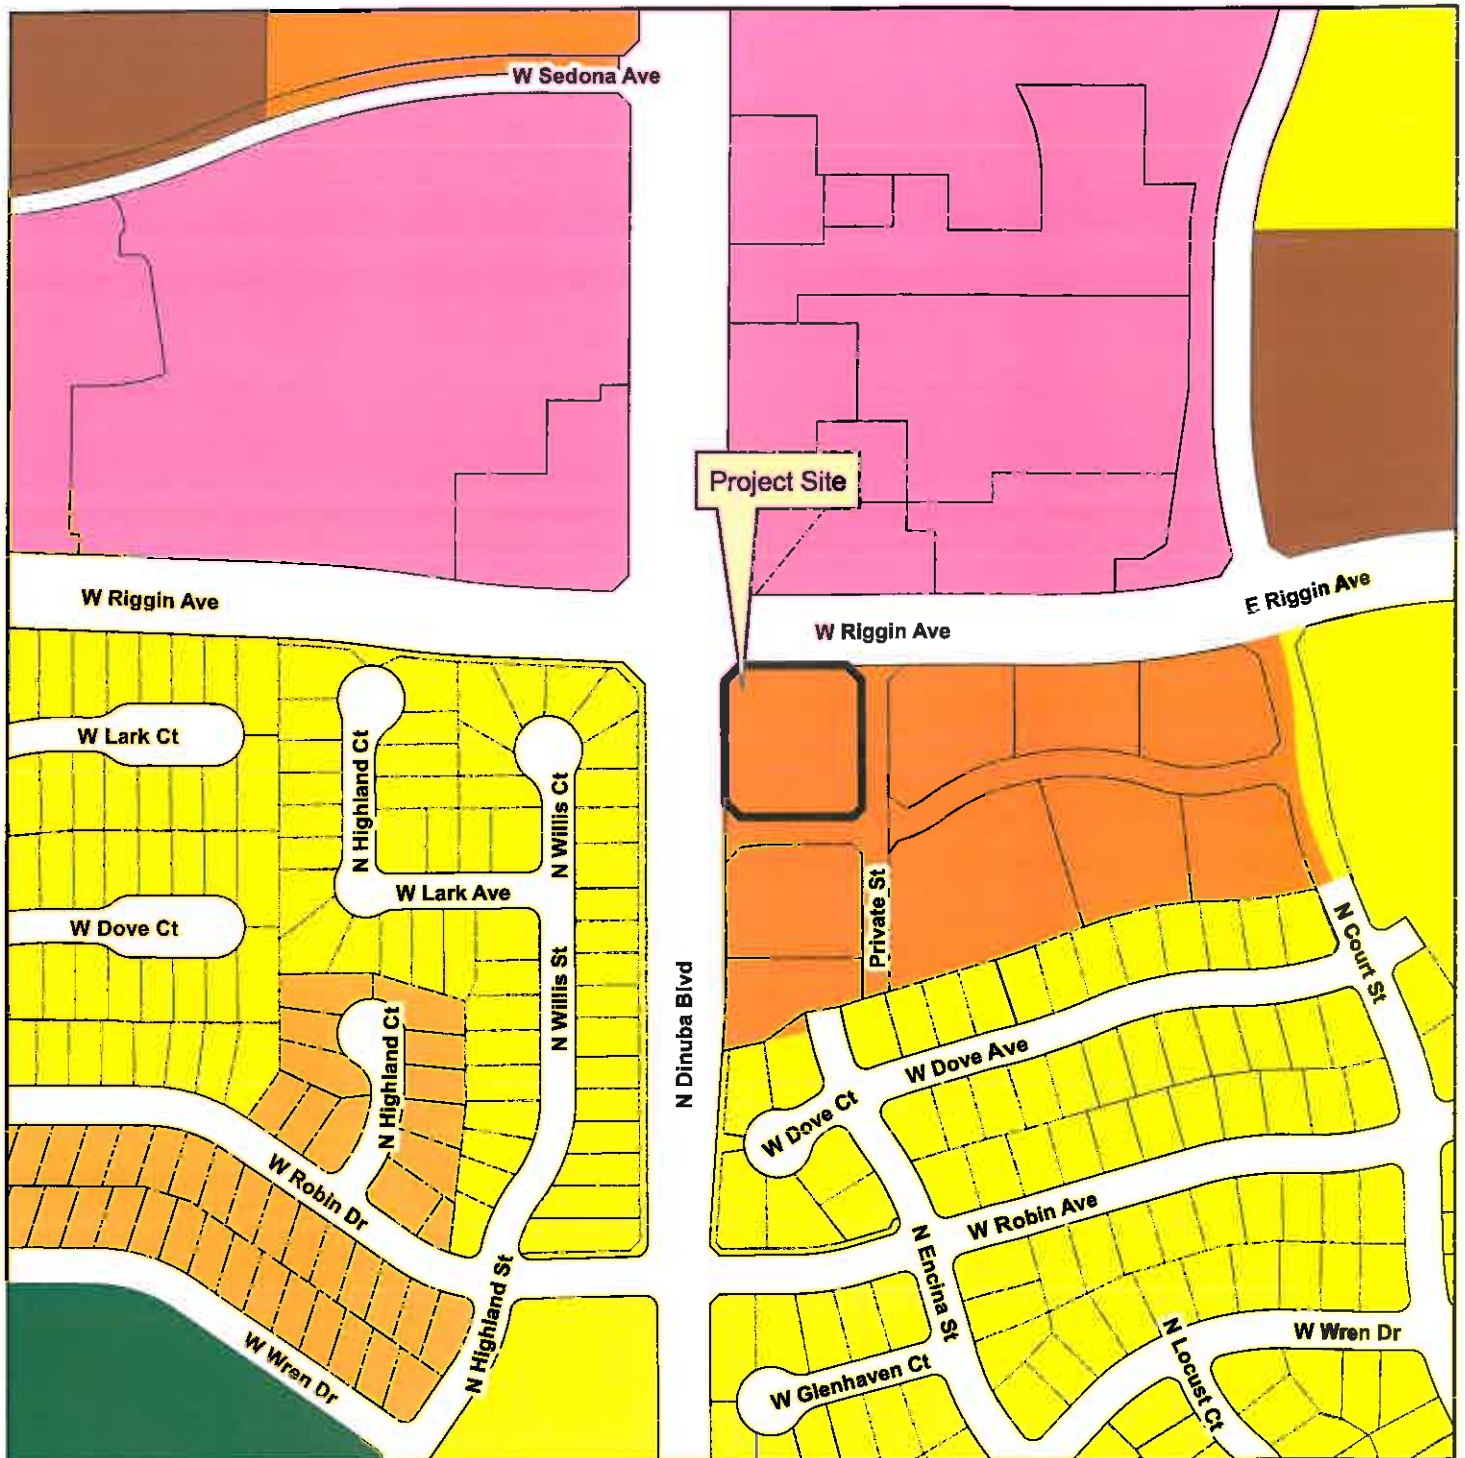 W Sedona Ave
Project Site
W Riggin Ave
E Riggin Ave
W Riggin Ave
W Lark Ct
N Highland Ct
N Willis Ct
W Lark Ave
W Dove Ct
Private St
N Court St
N Willis St
N Dinuba Blvd
N Highland Ct
W Dove Ave
W Dove Ct
W Robin Dr
W Robin Ave
N Encina St
N Highland St
W Wren Dr
W Wren Dr
N Locust Ct
W Glenhaven Ct